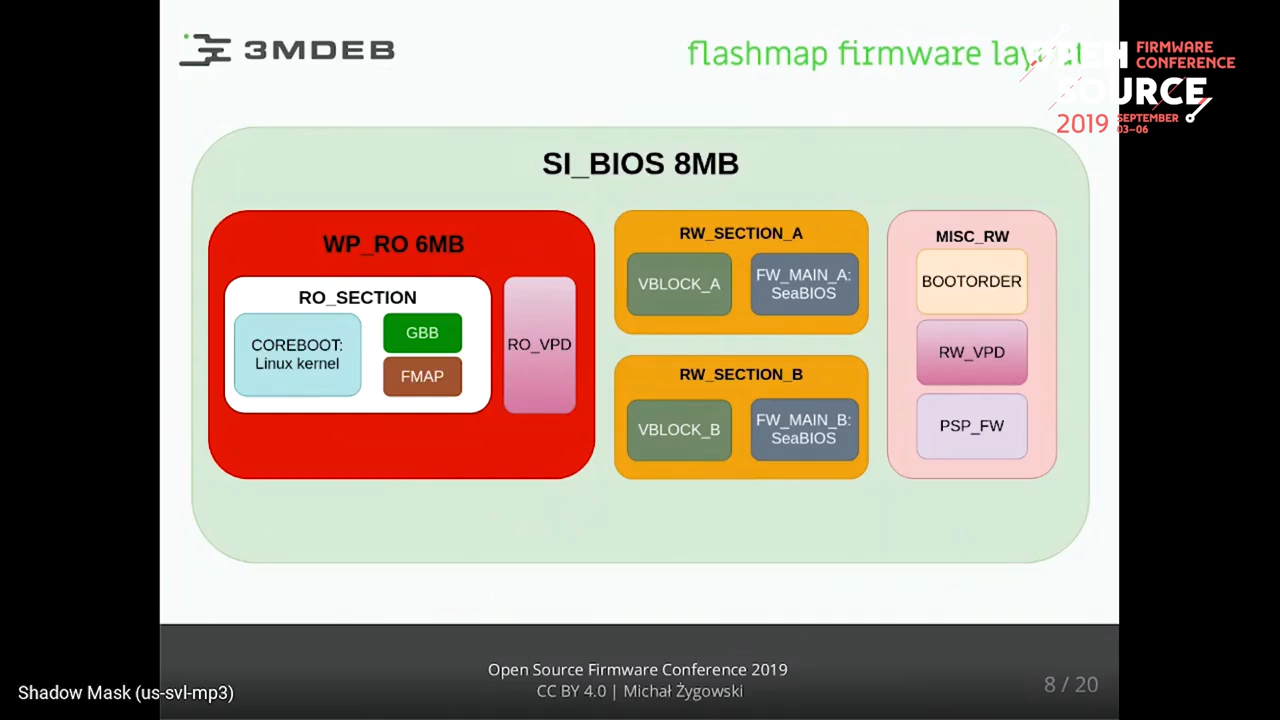 3MDEB
flashmap firmware layout
OPEN
SOURCE
FIRMWARE
CONFERENCE
2019
SEPTEMBER
03–06
SI_BIOS 8MB
WP_RO 6MB
RO_SECTION
COREBOOT:
Linux kernel
GBB
FMAP
RO_VPD
RW_SECTION_A
VBLOCK_A
FW_MAIN_A:
SeaBIOS
RW_SECTION_B
VBLOCK_B
FW_MAIN_B:
SeaBIOS
MISC_RW
BOOTORDER
RW_VPD
PSP_FW
Open Source Firmware Conference 2019
CC BY 4.0 | Michał Żygowski
8 / 20
Shadow Mask (us-svl-mp3)